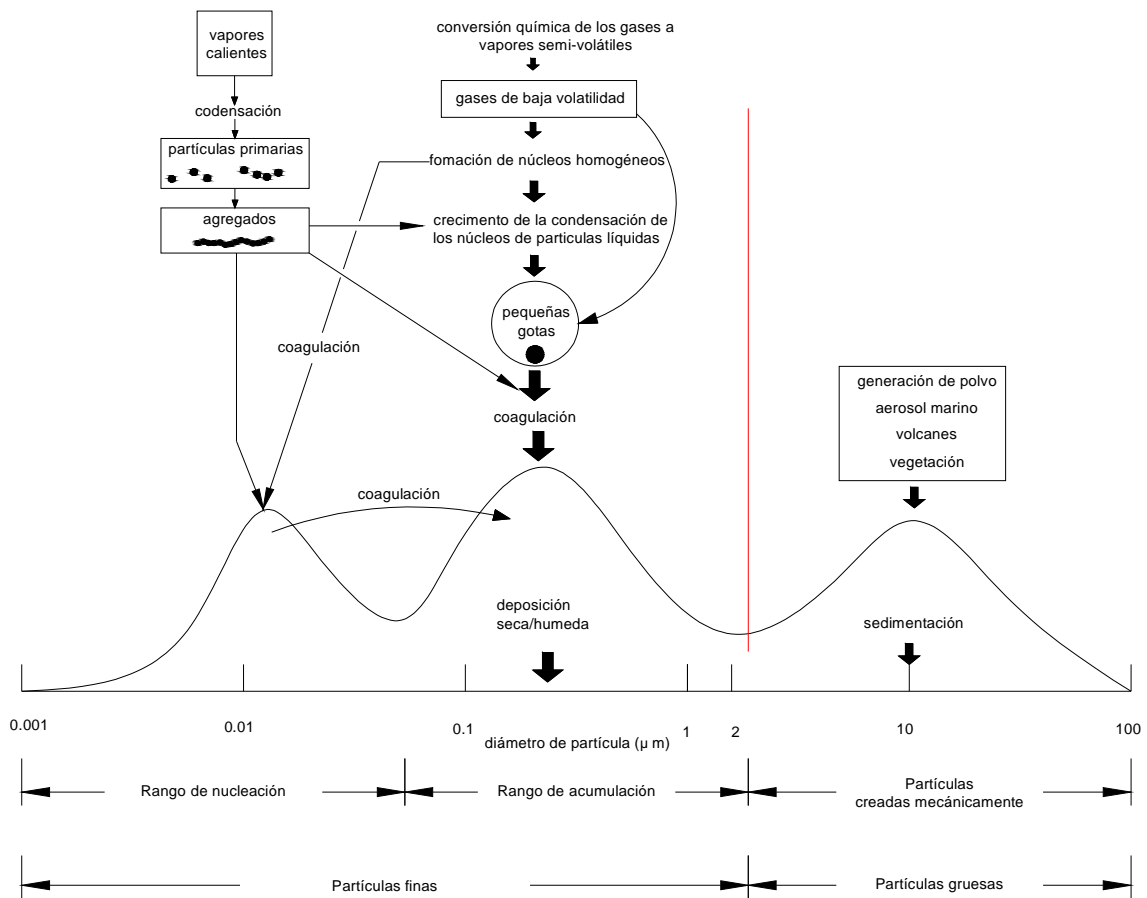 vapores
calientes
codensación
partículas primarias
agregados
conversión química de los gases a
vapores semi-volátiles
gases de baja volatilidad
fomación de núcleos homogéneos
crecimento de la condensación de
los núcleos de particulas líquidas
pequeñas
gotas
coagulación
coagulación
coagulación
generación de polvo
aerosol marino
volcanes
vegetación
deposición
seca/humeda
sedimentación
0.001
0.01
0.1
1
2
10
100
diámetro de partícula (µ m)
Rango de nucleación
Rango de acumulación
Partículas
creadas mecánicamente
Partículas finas
Partículas gruesas